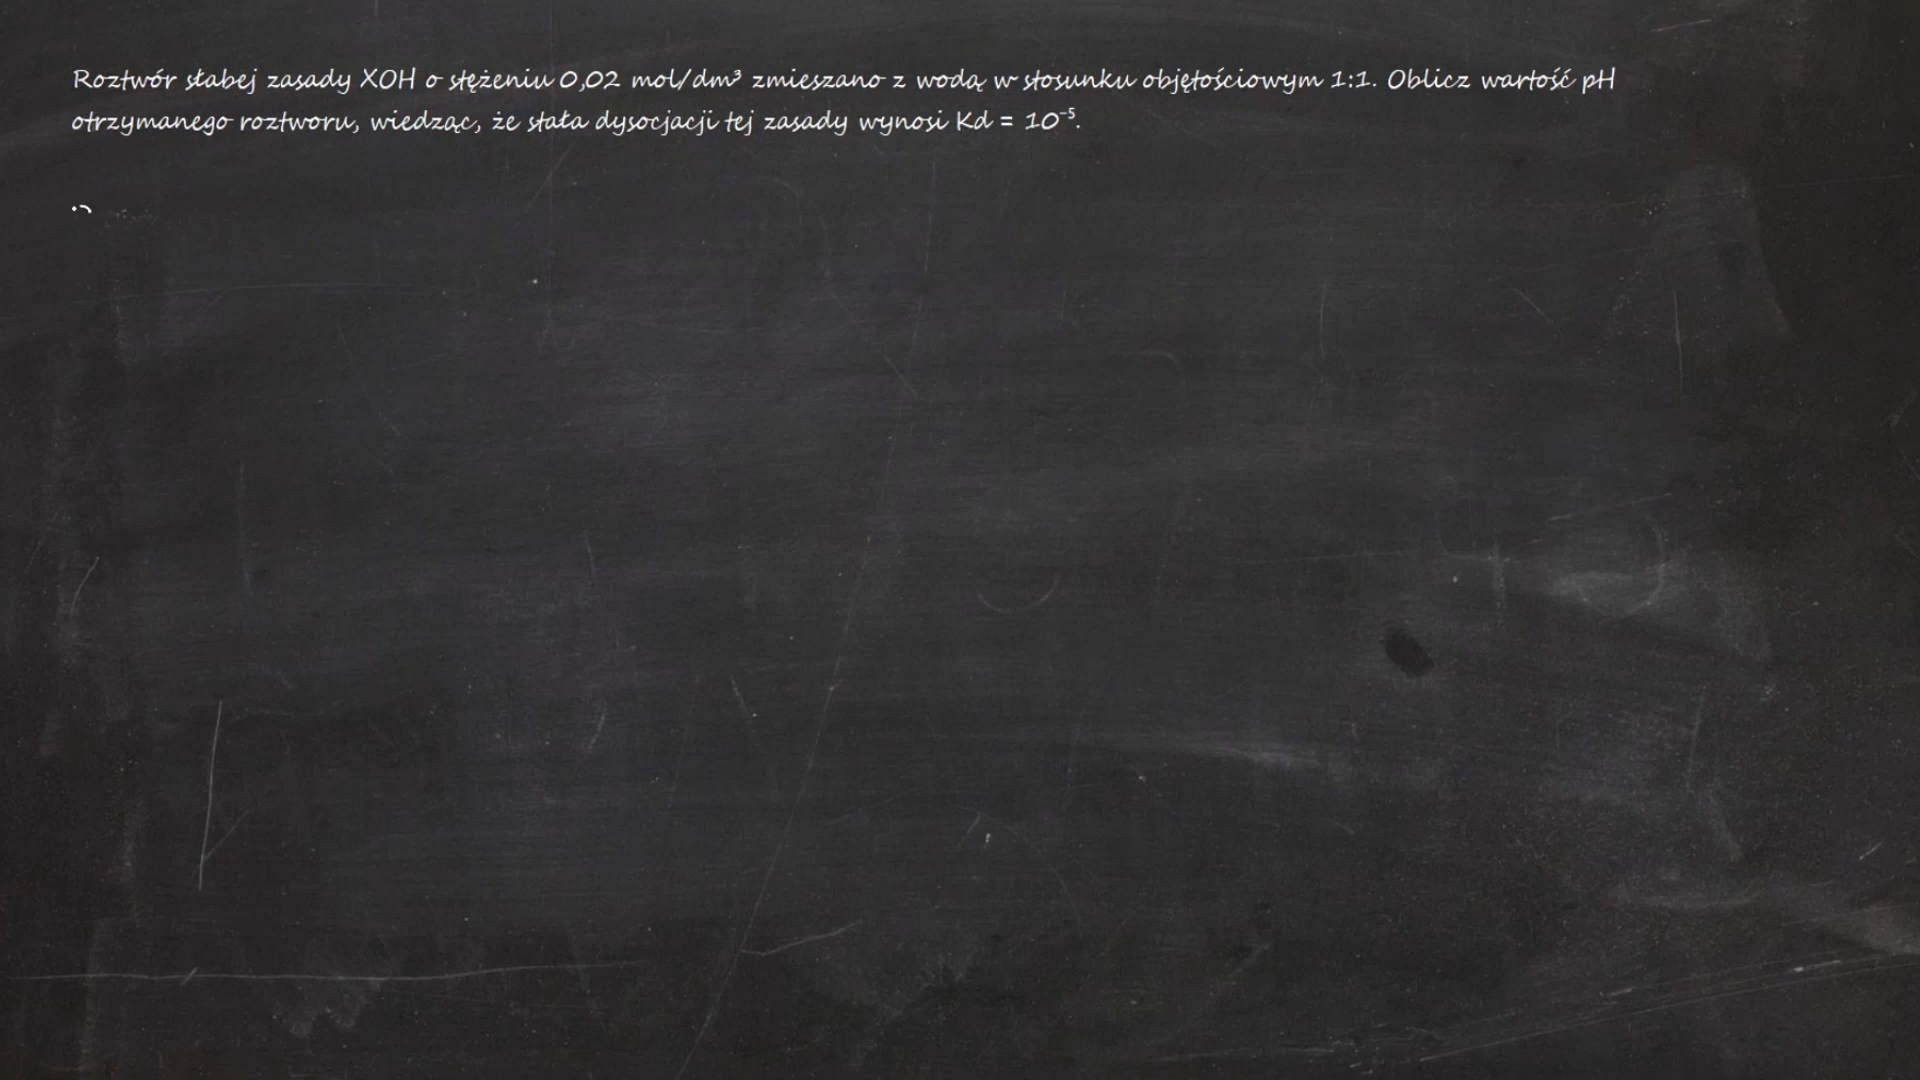 Roztwór słabej zasady XOH o stężeniu 0,02 mol/dm³ zmieszano z wodą w stosunku objętościowym 1:1. Oblicz wartość pH
otrzymanego roztworu, wiedząc, że stała dysocjacji tej zasady wynosi Kd = 10⁻⁵.